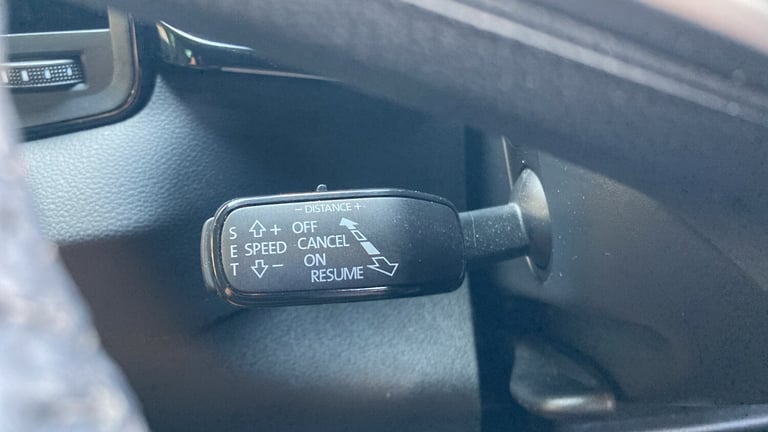 - DISTANCE +
S + OFF
E SPEED CANCEL
T - ON
RESUME